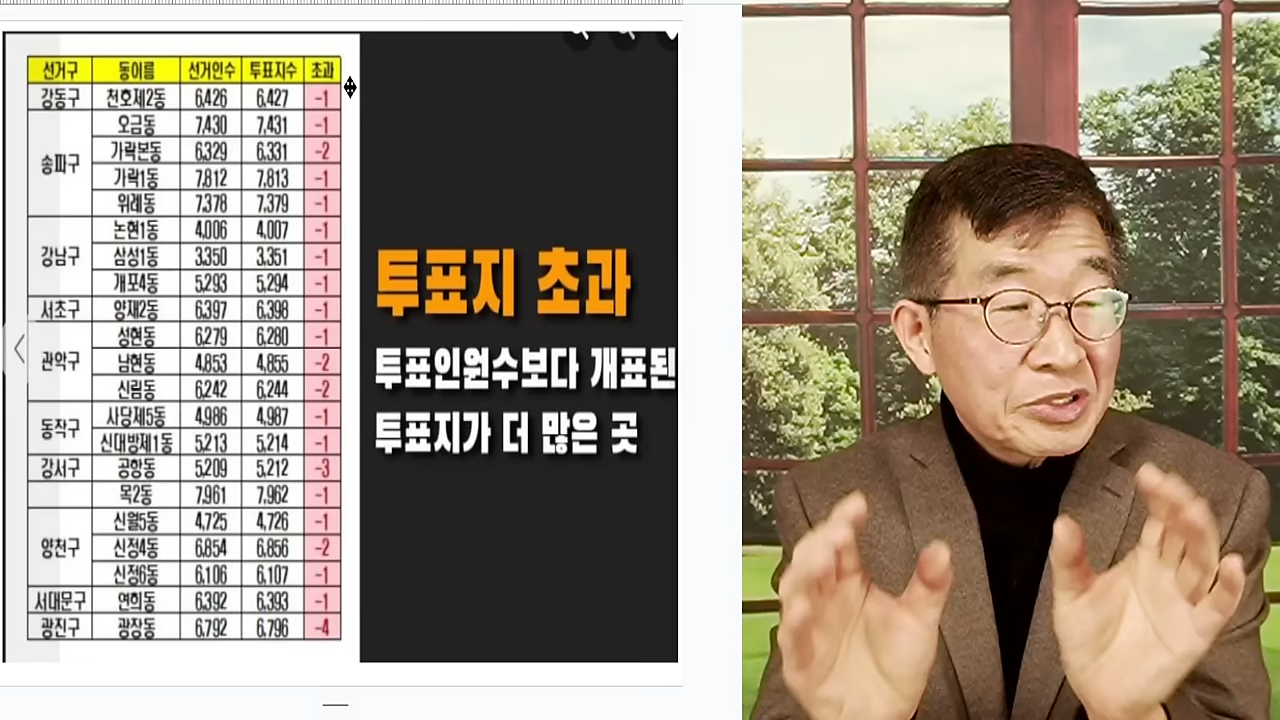 선거구 동이름 선거인수 투표지수 초과
강동구 천호제2동 6,426 6,427 -1
송파구 오금동 7,430 7,431 -1
가락본동 6,329 6,331 -2
가락1동 7,812 7,813 -1
위례동 7,378 7,379 -1
강남구 논현1동 4,006 4,007 -1
삼성1동 3,350 3,351 -1
개포4동 5,293 5,294 -1
서초구 양재2동 6,397 6,398 -1
관악구 성현동 6,279 6,280 -1
남현동 4,853 4,855 -2
신림동 6,242 6,244 -2
동작구 사당제5동 4,986 4,987 -1
신대방제1동 5,213 5,214 -1
강서구 공항동 5,209 5,212 -3
목2동 7,961 7,962 -1
양천구 신월5동 4,725 4,726 -1
신정4동 6,854 6,856 -2
신정6동 6,106 6,107 -1
서대문구 연희동 6,392 6,393 -1
광진구 광장동 6,792 6,796 -4
투표지 초과
투표인원수보다 개표된
투표지가 더 많은 곳